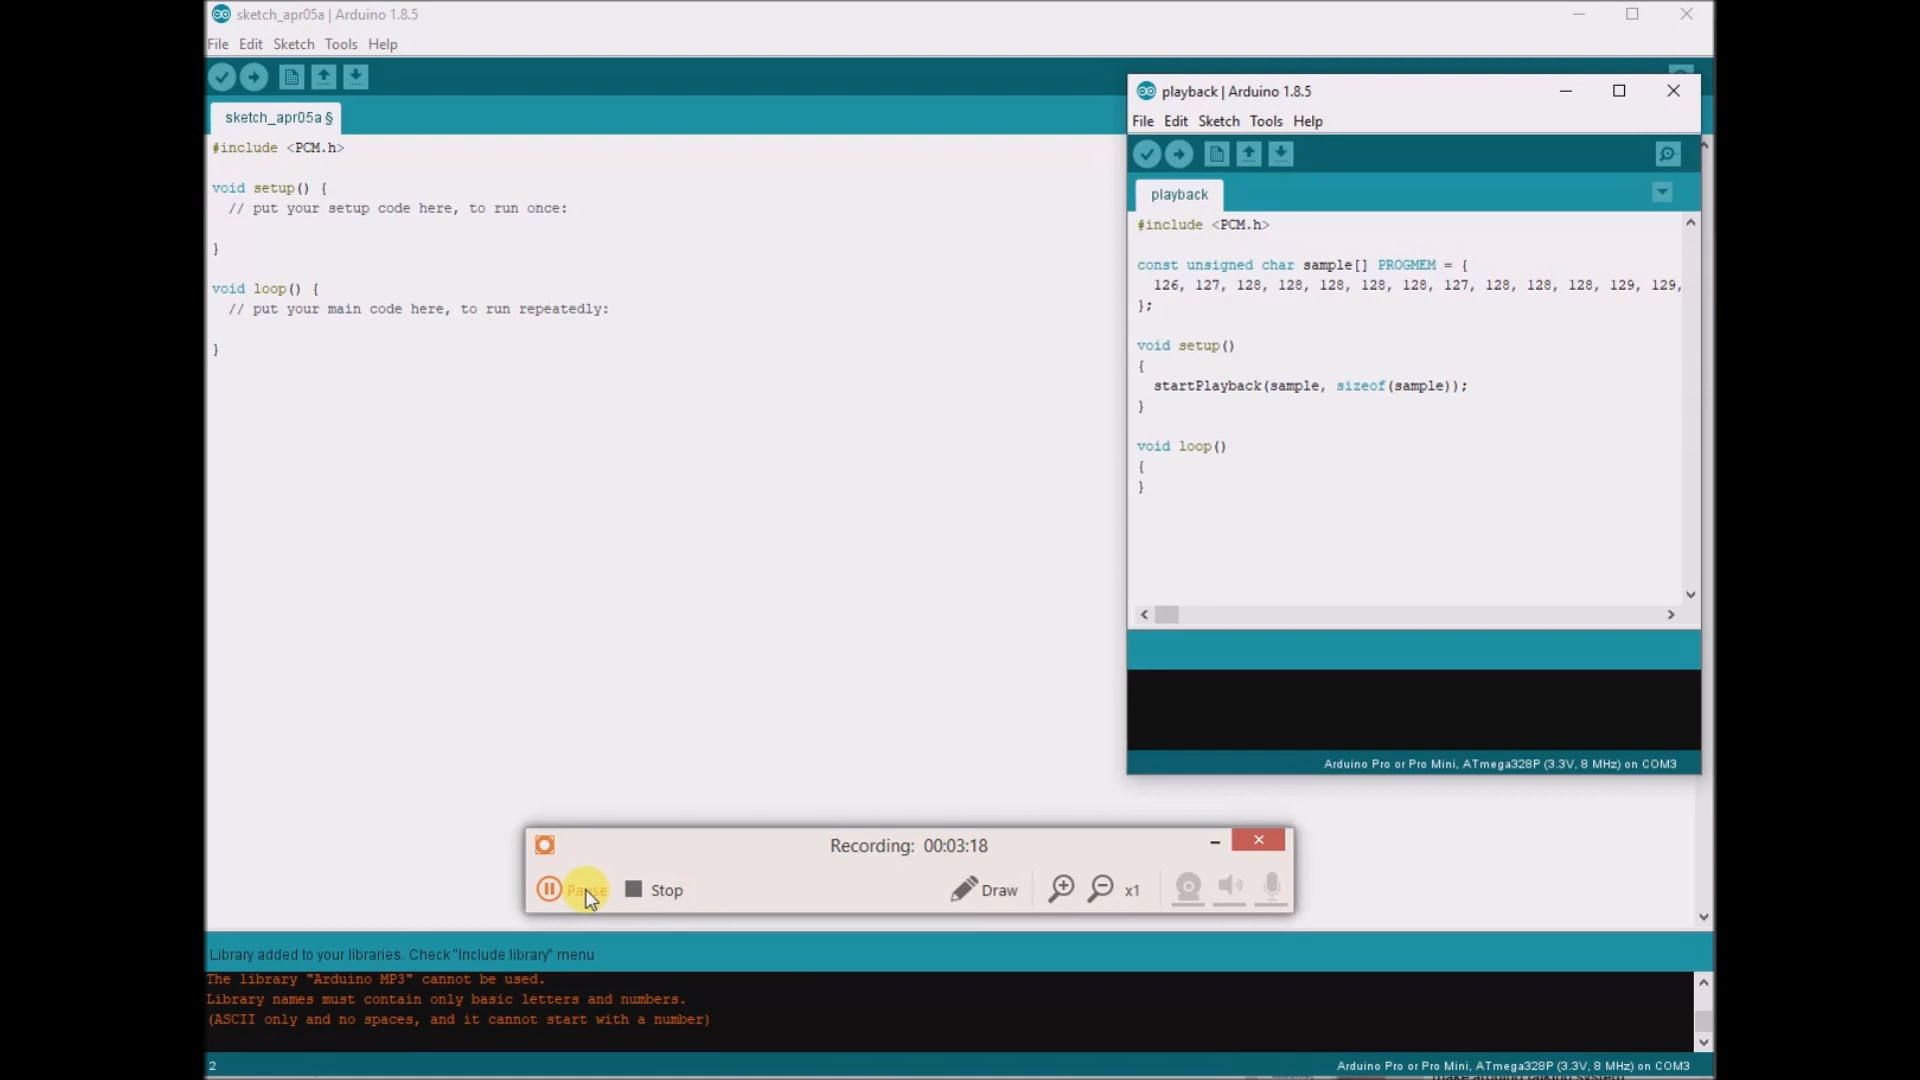 sketch_apr05a | Arduino 1.8.5
File Edit Sketch Tools Help
sketch_apr05a §
#include <PCM.h>
void setup() {
// put your setup code here, to run once:
}
void loop() {
// put your main code here, to run repeatedly:
}
playback | Arduino 1.8.5
File Edit Sketch Tools Help
playback
#include <PCM.h>
const unsigned char sample[] PROGMEM = {
126, 127, 128, 128, 128, 128, 128, 127, 128, 128, 128, 129, 129,
};
void setup()
{
startPlayback(sample, sizeof(sample));
}
void loop()
{
}
Arduino Pro or Pro Mini, ATmega328P (3.3V, 8 MHz) on COM3
Recording: 00:03:18
Pause Stop Draw x1
Library added to your libraries. Check "Include library" menu
The library "Arduino MP3" cannot be used.
Library names must contain only basic letters and numbers.
(ASCII only and no spaces, and it cannot start with a number)
2 Arduino Pro or Pro Mini, ATmega328P (3.3V, 8 MHz) on COM3